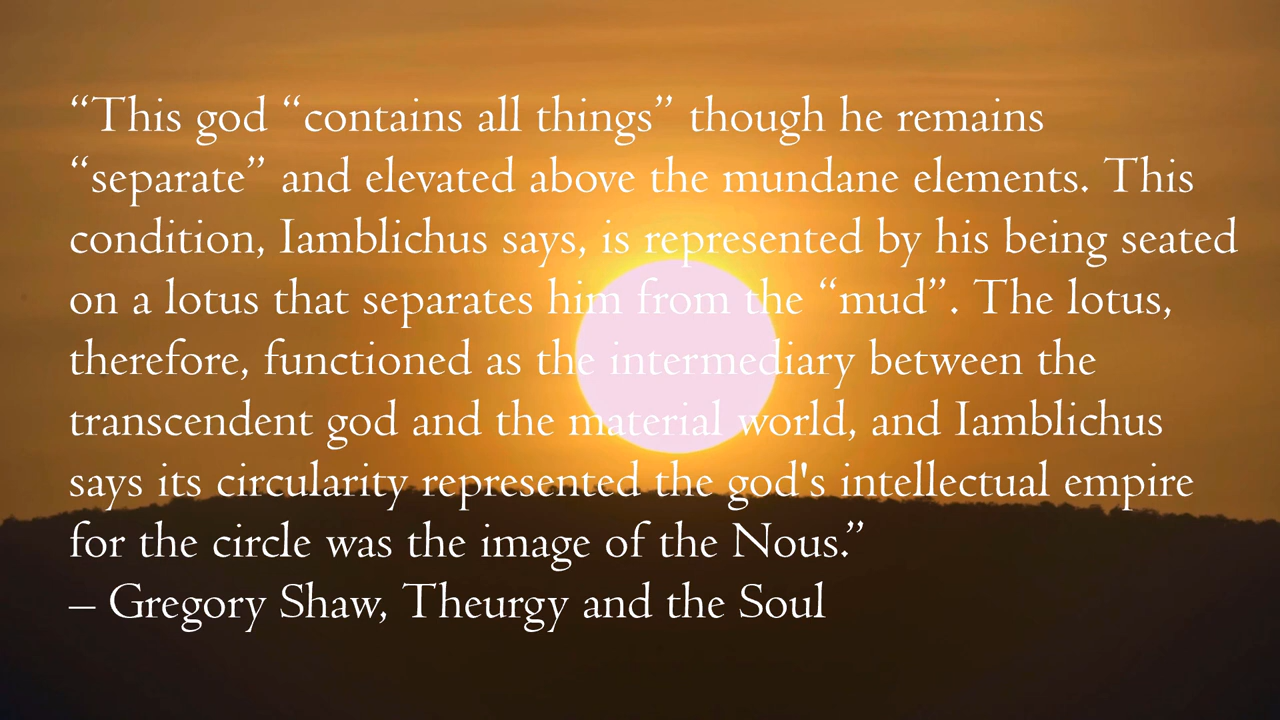 “This god “contains all things” though he remains
“separate” and elevated above the mundane elements. This
condition, Iamblichus says, is represented by his being seated
on a lotus that separates him from the “mud”. The lotus,
therefore, functioned as the intermediary between the
transcendent god and the material world, and Iamblichus
says its circularity represented the god's intellectual empire
for the circle was the image of the Nous.”
– Gregory Shaw, Theurgy and the Soul